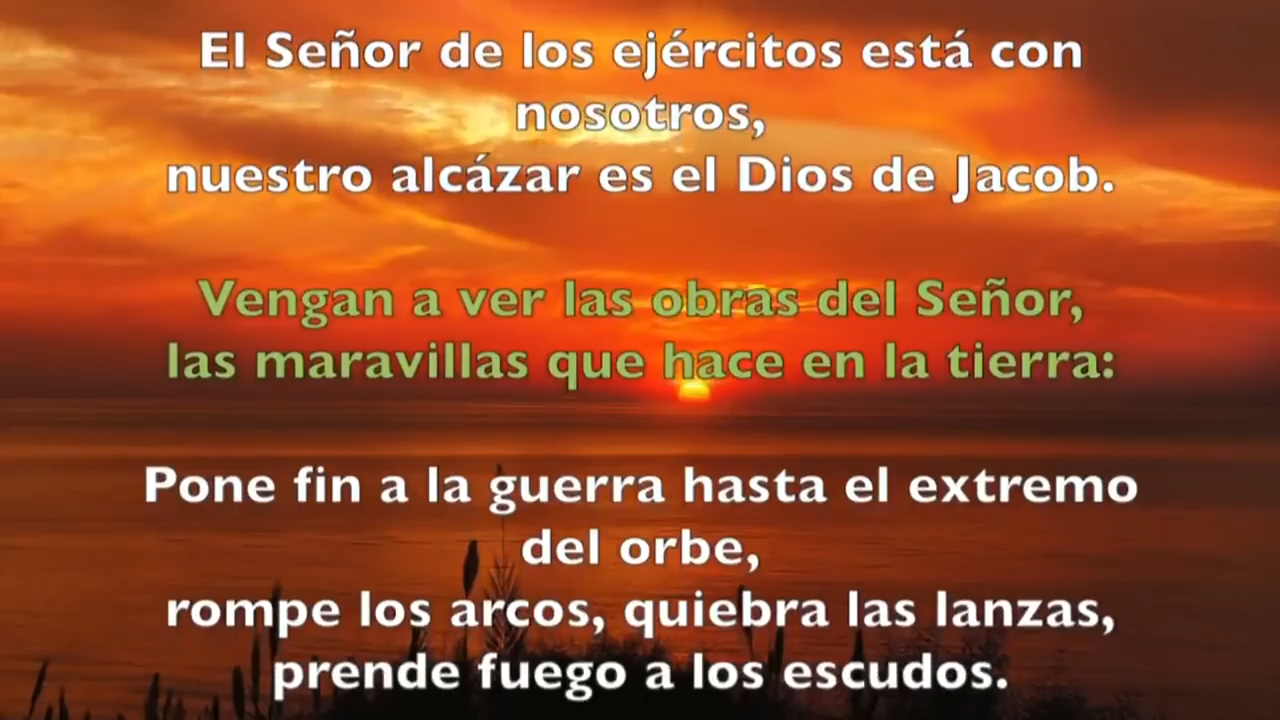 El Señor de los ejércitos está con
nosotros,
nuestro alcázar es el Dios de Jacob.
Vengan a ver las obras del Señor,
las maravillas que hace en la tierra:
Pone fin a la guerra hasta el extremo
del orbe,
rompe los arcos, quiebra las lanzas,
prende fuego a los escudos.